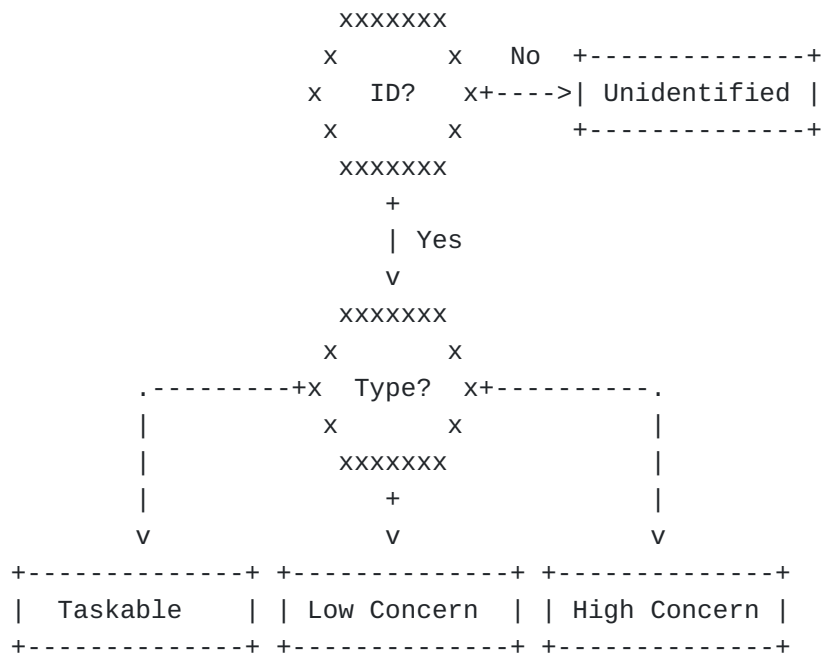 No
ID?
Unidentified
Yes
Type?
Taskable
Low Concern
High Concern